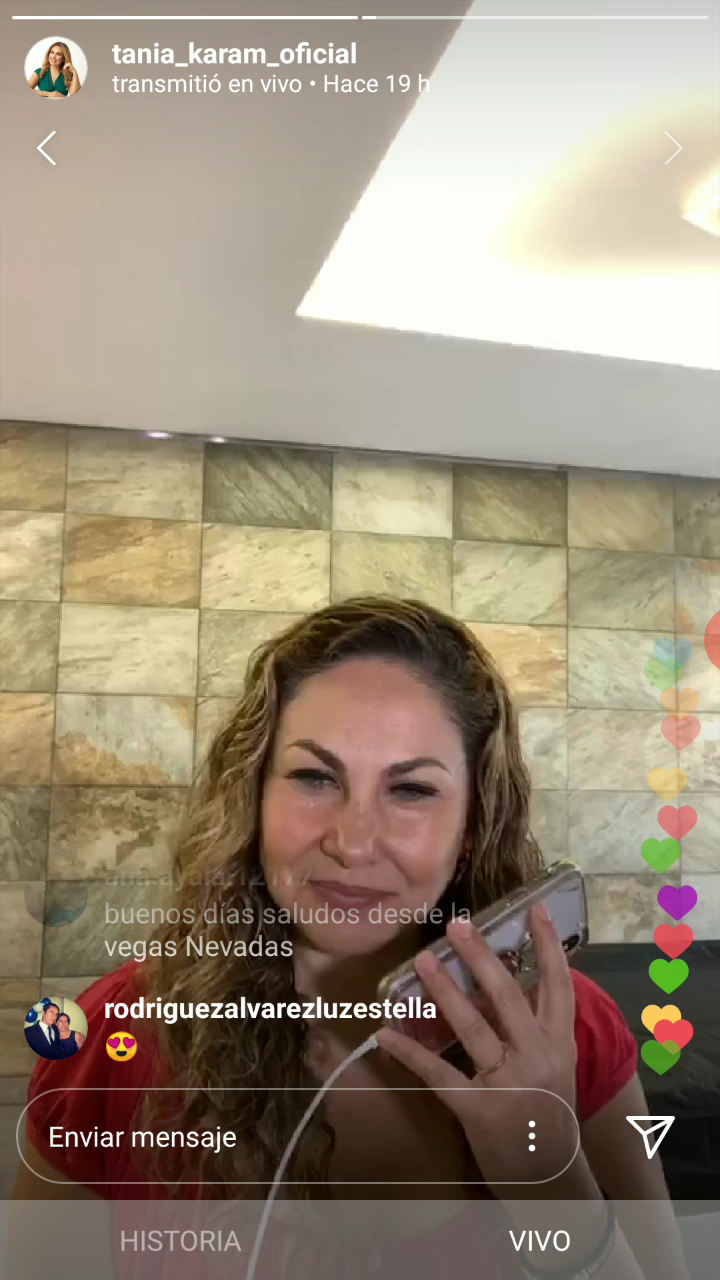 tania_karam_oficial
transmitió en vivo • Hace 19 h
buenos días saludos desde la
vegas Nevadas
rodriguezalvarezluzestella
😍
Enviar mensaje
HISTORIA
VIVO